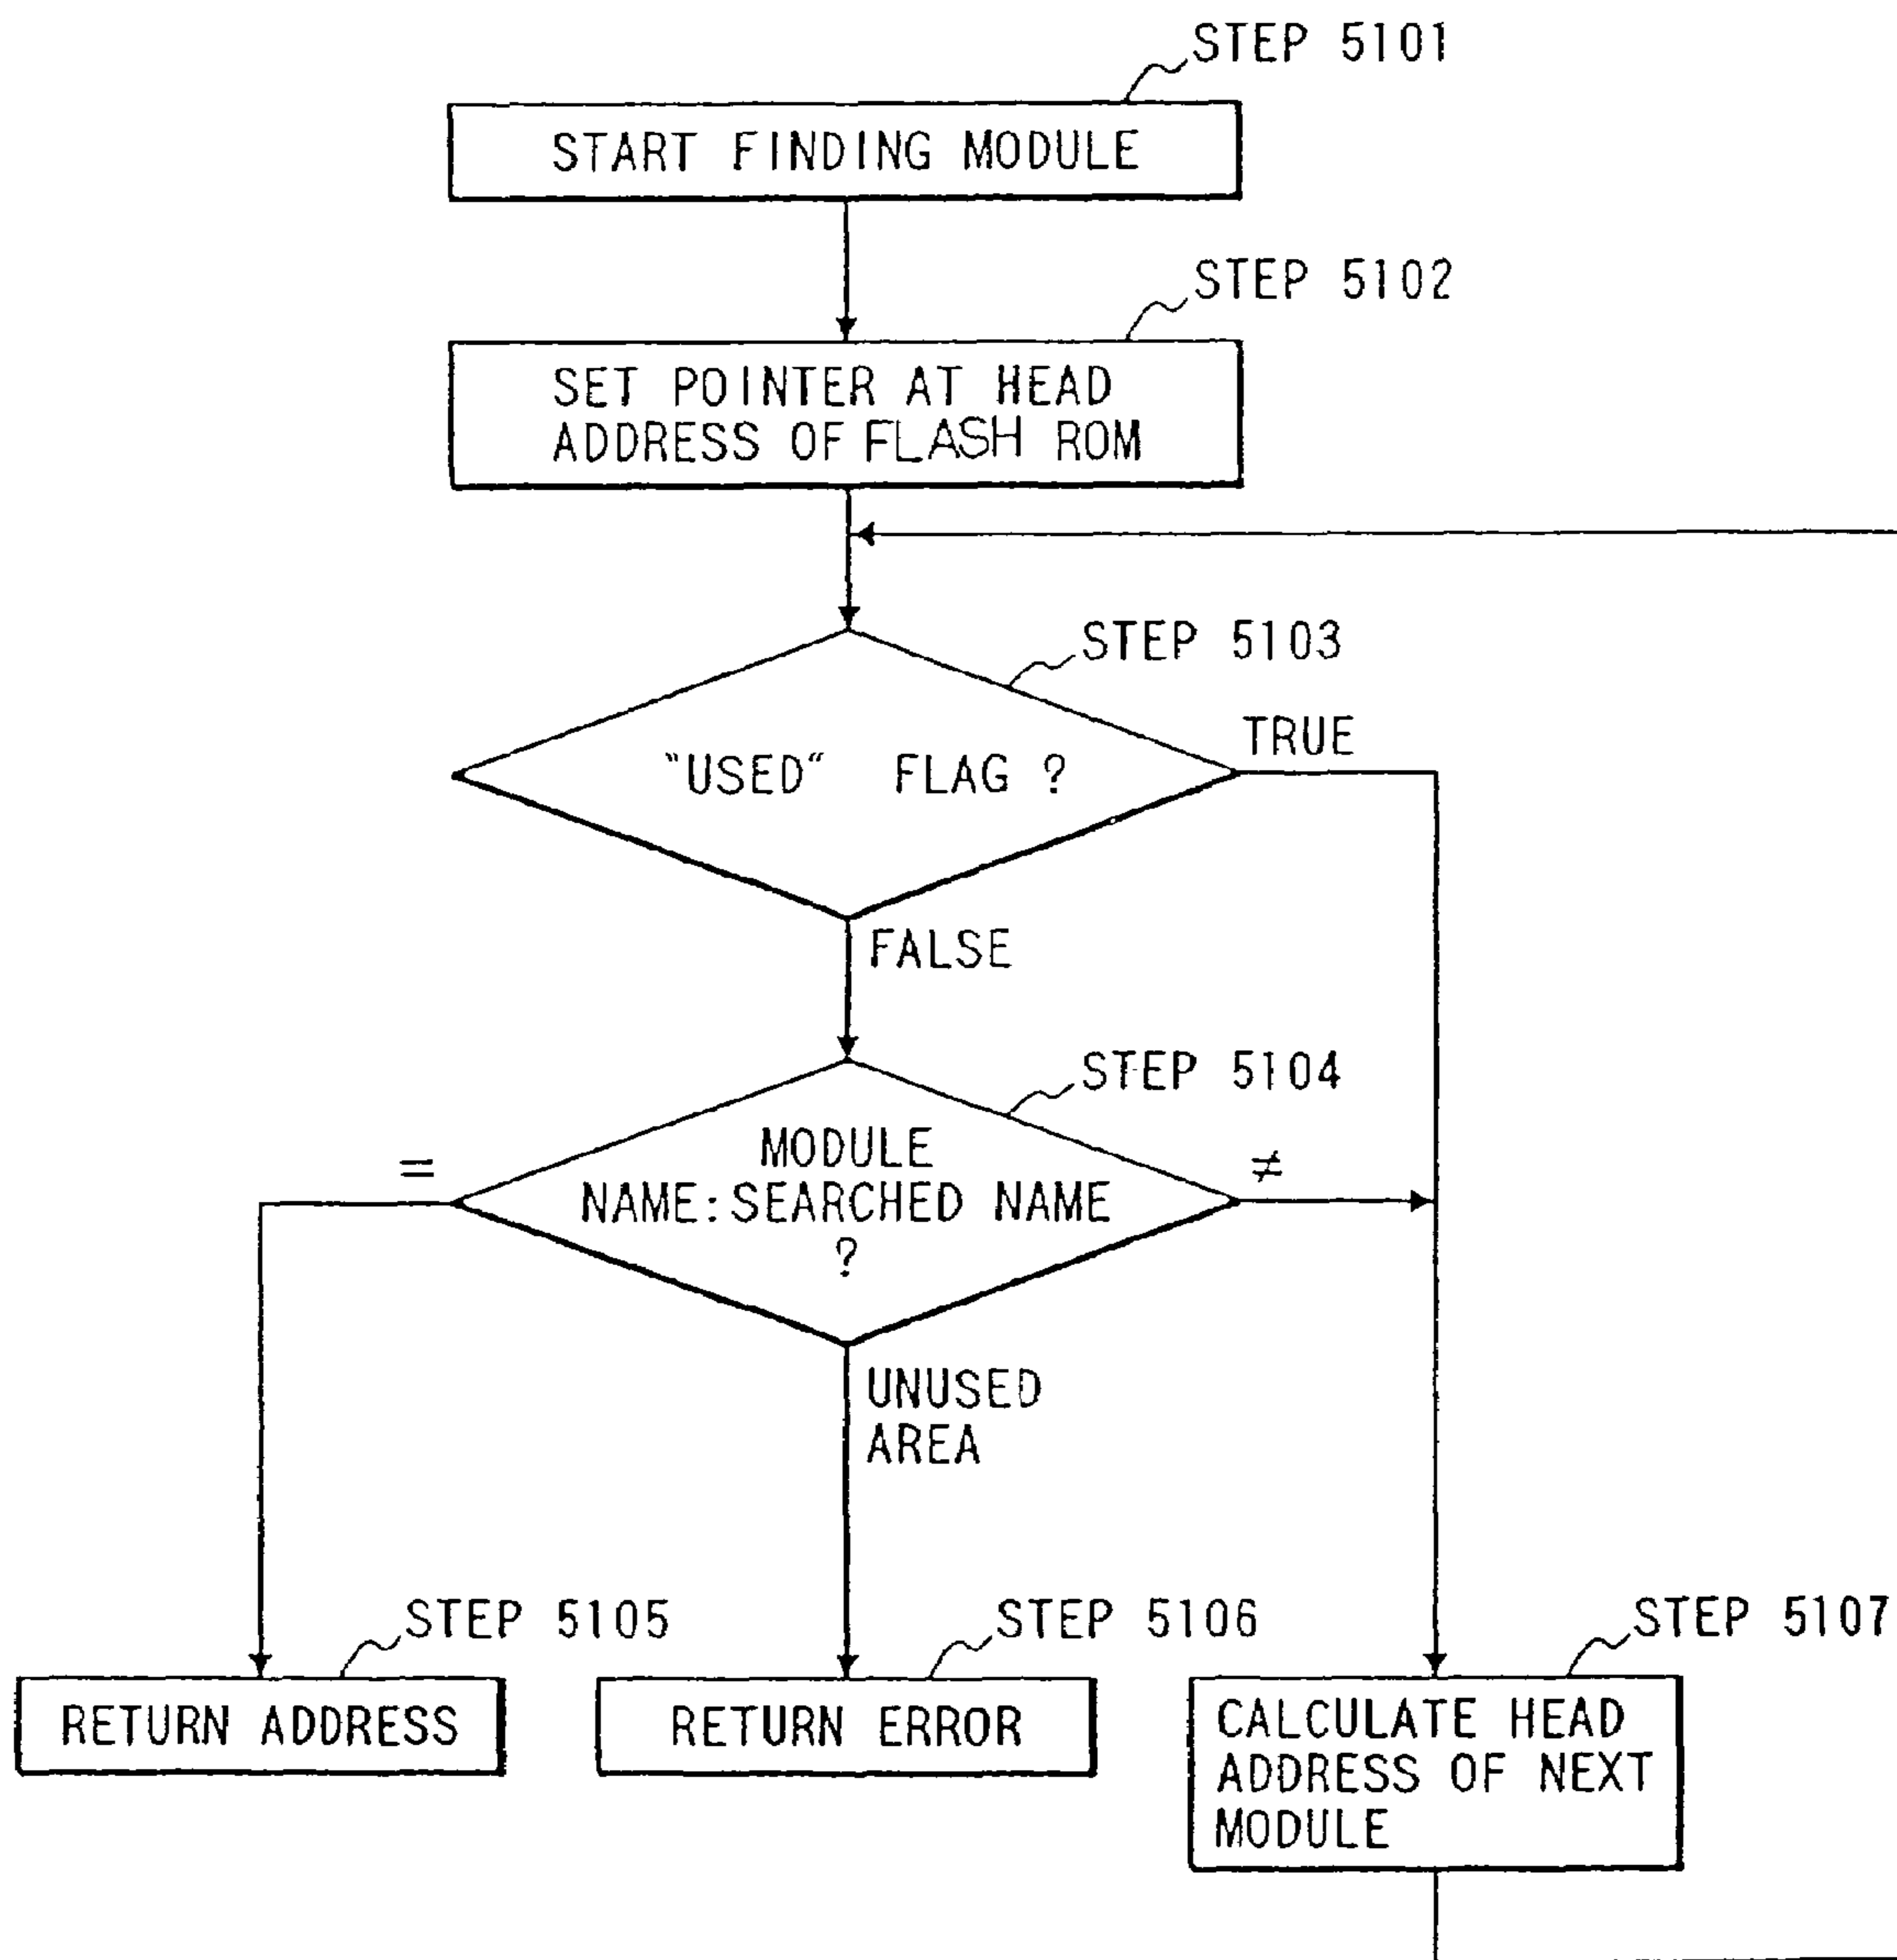 STEP 5101
START FINDING MODULE
STEP 5102
SET POINTER AT HEAD
ADDRESS OF FLASH ROM
STEP 5103
"USED" FLAG ?
TRUE
FALSE
STEP 5104
MODULE
NAME:SEARCHED NAME
?
=
≠
UNUSED
AREA
STEP 5105
RETURN ADDRESS
STEP 5106
RETURN ERROR
STEP 5107
CALCULATE HEAD
ADDRESS OF NEXT
MODULE